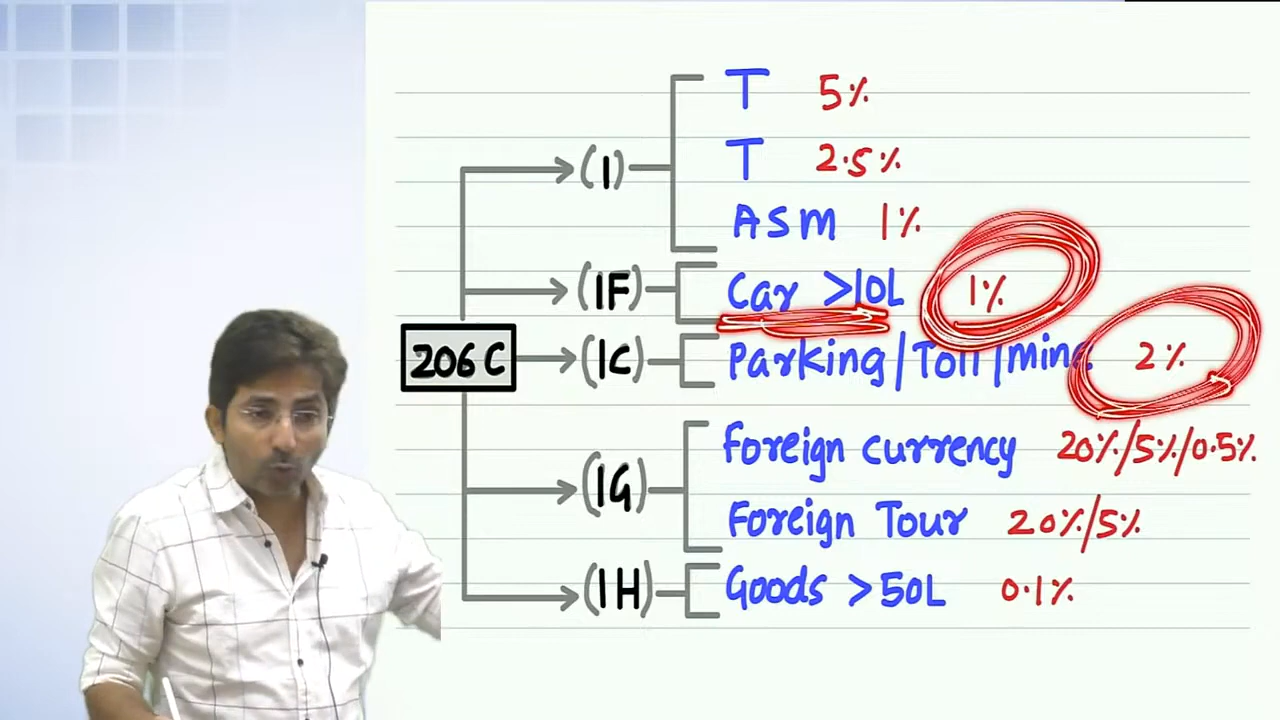 (1)
T 5%
T 2.5%
Asm 1%
(1F) Car >10L 1%
206C (1C) Parking/Toll/mine 2%
(1G)
Foreign currency 20%/5%/0.5%
Foreign Tour 20%/5%
(1H) Goods >50L 0.1%